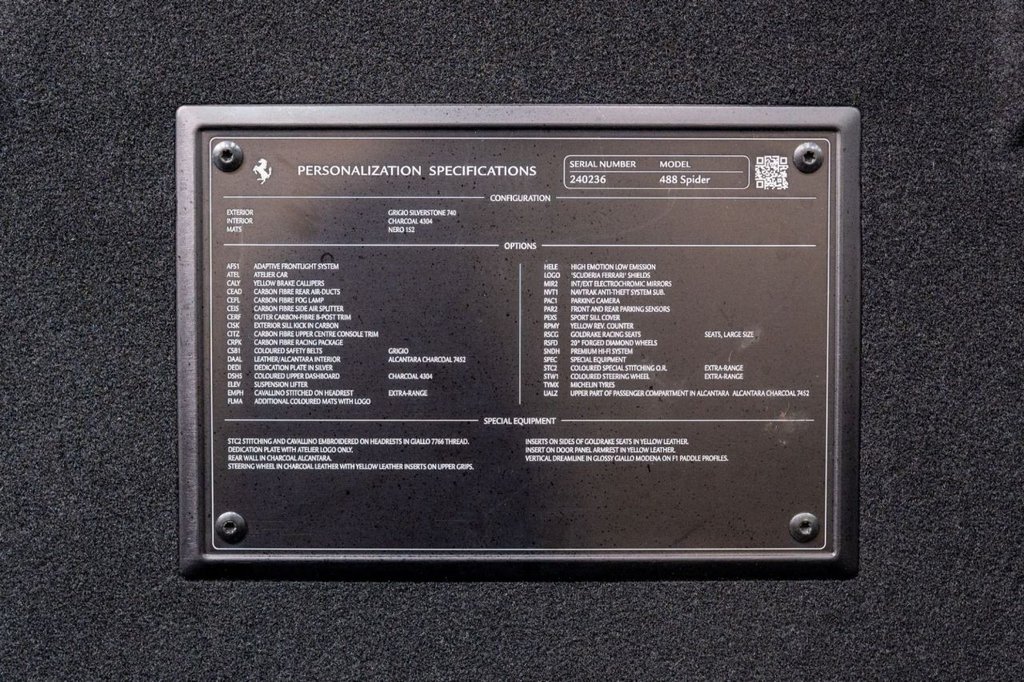 PERSONALIZATION SPECIFICATIONS
SERIAL NUMBER MODEL
240236 488 Spider
CONFIGURATION
EXTERIOR GRIGIO SILVERSTONE 740
INTERIOR CHARCOAL 4304
MATS NERO 152
OPTIONS
AFS1 ADAPTIVE FRONTLIGHT SYSTEM
ATEL ATELIER CAR
CALY YELLOW BRAKE CALLIPERS
CEAD CARBON FIBRE REAR AIR-DUCTS
CEFL CARBON FIBRE FOG LAMP
CEIS CARBON FIBRE SIDE AIR SPLITTER
CERF OUTER CARBON-FIBRE B-POST TRIM
CISK EXTERIOR SILL KICK IN CARBON
CITZ CARBON FIBRE UPPER CENTRE CONSOLE TRIM
CRPK CARBON FIBRE RACING PACKAGE
CSB1 COLOURED SAFETY BELTS GRIGIO
DAAL LEATHER/ALCANTARA INTERIOR ALCANTARA CHARCOAL 7452
DEDI DEDICATION PLATE IN SILVER
DSHS COLOURED UPPER DASHBOARD CHARCOAL 4304
ELEV SUSPENSION LIFTER
EMPH CAVALLINO STITCHED ON HEADREST EXTRA-RANGE
FLMA ADDITIONAL COLOURED MATS WITH LOGO
HELE HIGH EMOTION LOW EMISSION
LOGO 'SCUDERIA FERRARI' SHIELDS
MIR2 INT/EXT ELECTROCHROMIC MIRRORS
NVT1 NAVTRAK ANTI-THEFT SYSTEM SUB.
PAC1 PARKING CAMERA
PAR2 FRONT AND REAR PARKING SENSORS
PEXS SPORT SILL COVER
RPMY YELLOW REV. COUNTER
RSCG GOLDRAKE RACING SEATS SEATS, LARGE SIZE
RSFD 20" FORGED DIAMOND WHEELS
SNDH PREMIUM HI-FI SYSTEM
SPEC SPECIAL EQUIPMENT
STC2 COLOURED SPECIAL STITCHING O.R. EXTRA-RANGE
STW1 COLOURED STEERING WHEEL EXTRA-RANGE
TYMX MICHELIN TYRES
UALZ UPPER PART OF PASSENGER COMPARTMENT IN ALCANTARA ALCANTARA CHARCOAL 7452
SPECIAL EQUIPMENT
STC2 STITCHING AND CAVALLINO EMBROIDERED ON HEADRESTS IN GIALLO 7766 THREAD.
DEDICATION PLATE WITH ATELIER LOGO ONLY.
REAR WALL IN CHARCOAL ALCANTARA.
STEERING WHEEL IN CHARCOAL LEATHER WITH YELLOW LEATHER INSERTS ON UPPER GRIPS.
INSERTS ON SIDES OF GOLDRAKE SEATS IN YELLOW LEATHER.
INSERT ON DOOR PANEL ARMREST IN YELLOW LEATHER.
VERTICAL DREAMLINE IN GLOSSY GIALLO MODENA ON F1 PADDLE PROFILES.